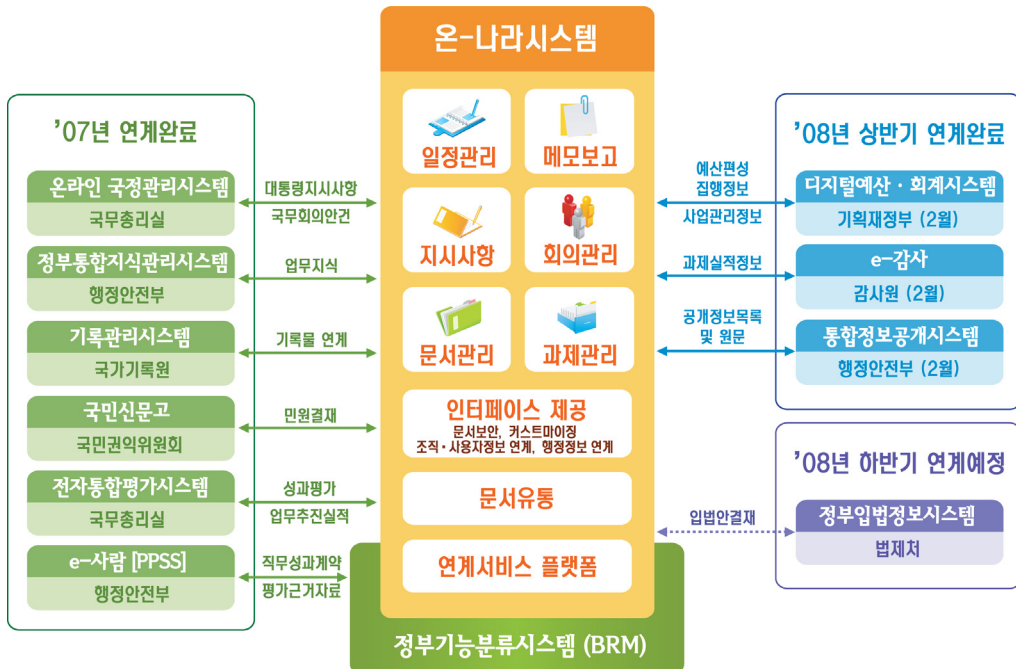 온-나라시스템
일정관리
메모보고
지시사항
회의관리
문서관리
과제관리
인터페이스 제공
문서보안, 커스트마이징
조직·사용자정보 연계, 행정정보 연계
문서유통
연계서비스 플랫폼
정부기능분류시스템 (BRM)
’07년 연계완료
온라인 국정관리시스템
국무총리실
대통령지시사항
국무회의안건
정부통합지식관리시스템
행정안전부
업무지식
기록관리시스템
국가기록원
기록물 연계
국민신문고
국민권익위원회
민원결재
전자통합평가시스템
국무총리실
성과평가
업무추진실적
e-사람 [PPSS]
행정안전부
직무성과계약
평가근거자료
’08년 상반기 연계완료
예산편성
집행정보
사업관리정보
디지털예산·회계시스템
기획재정부 (2월)
과제실적정보
e-감사
감사원 (2월)
공개정보목록
및 원문
통합정보공개시스템
행정안전부 (2월)
’08년 하반기 연계예정
입법안결재
정부입법정보시스템
법제처